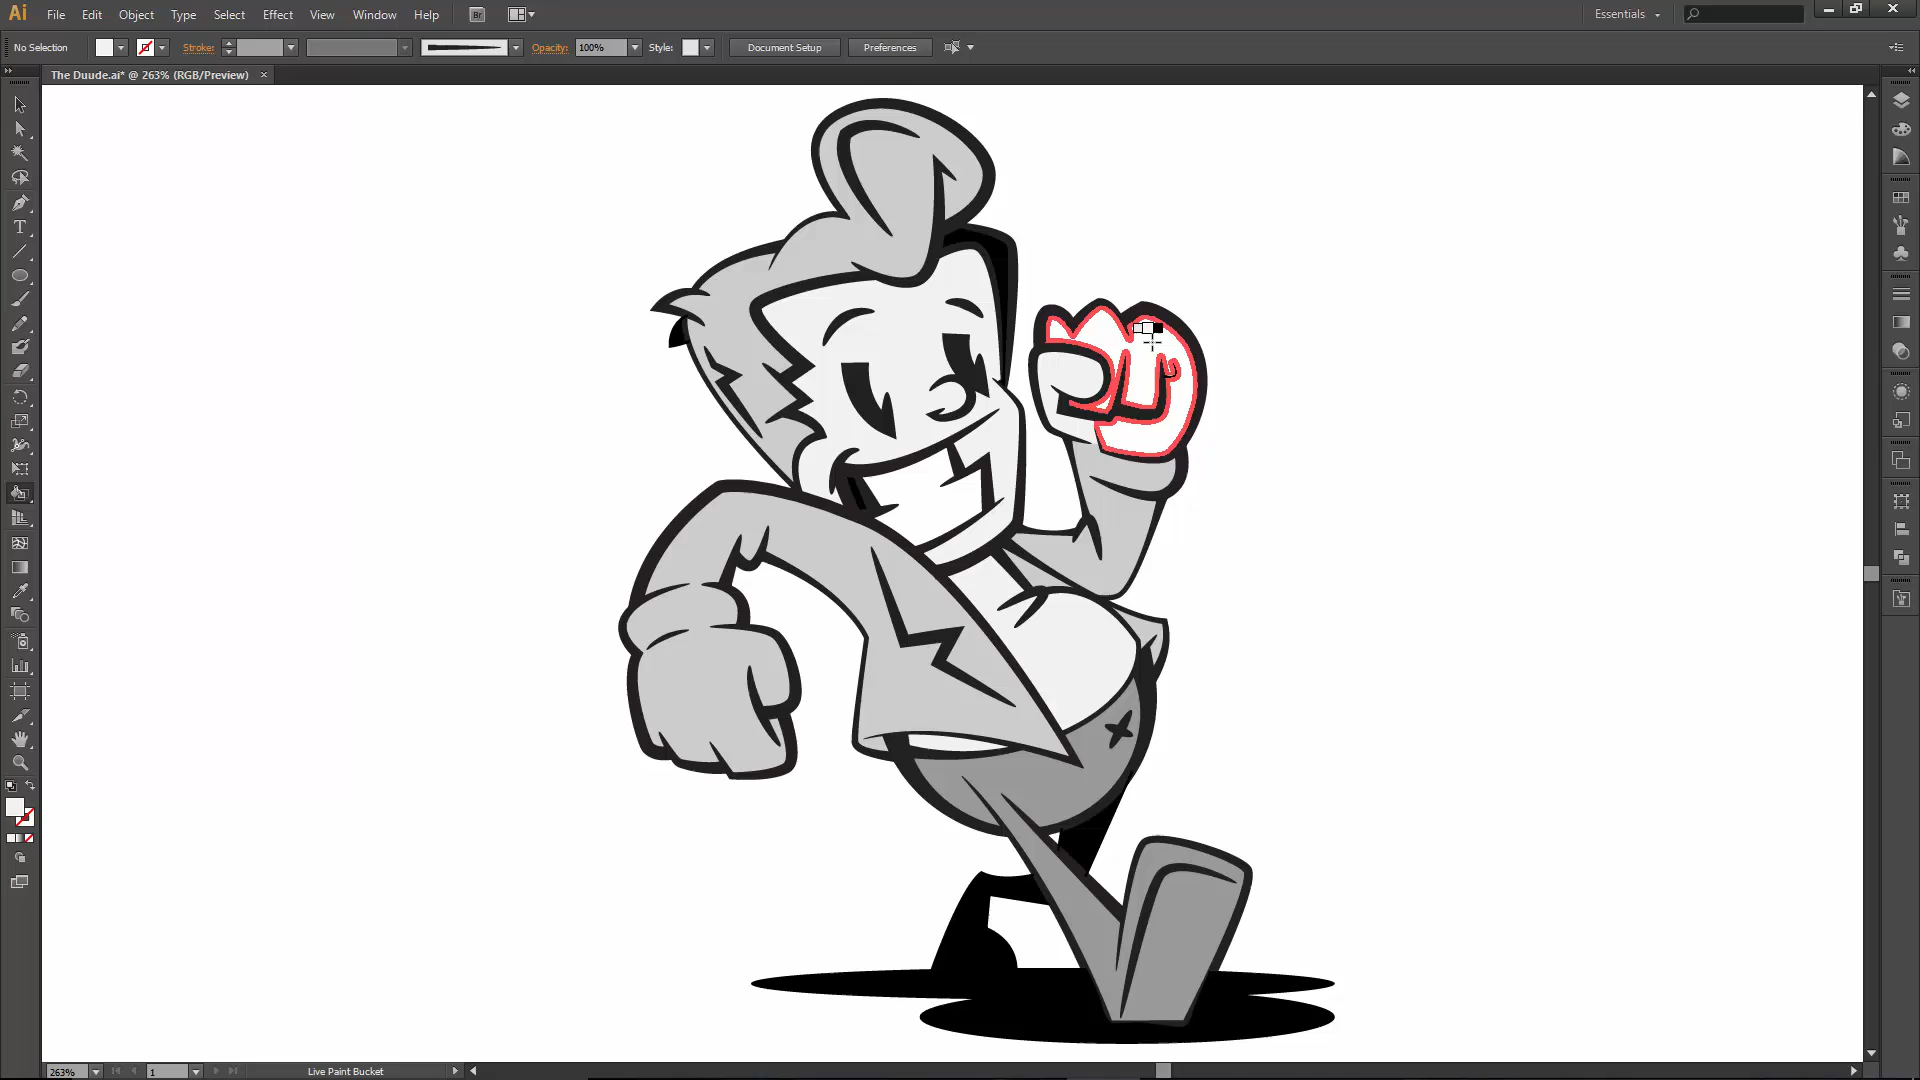 Ai File Edit Object Type Select Effect View Window Help Br Essentials
No Selection Stroke: Opacity: 100% Style: Document Setup Preferences
The Duude.ai* @ 263% (RGB/Preview) ×
T
263% 1 Live Paint Bucket